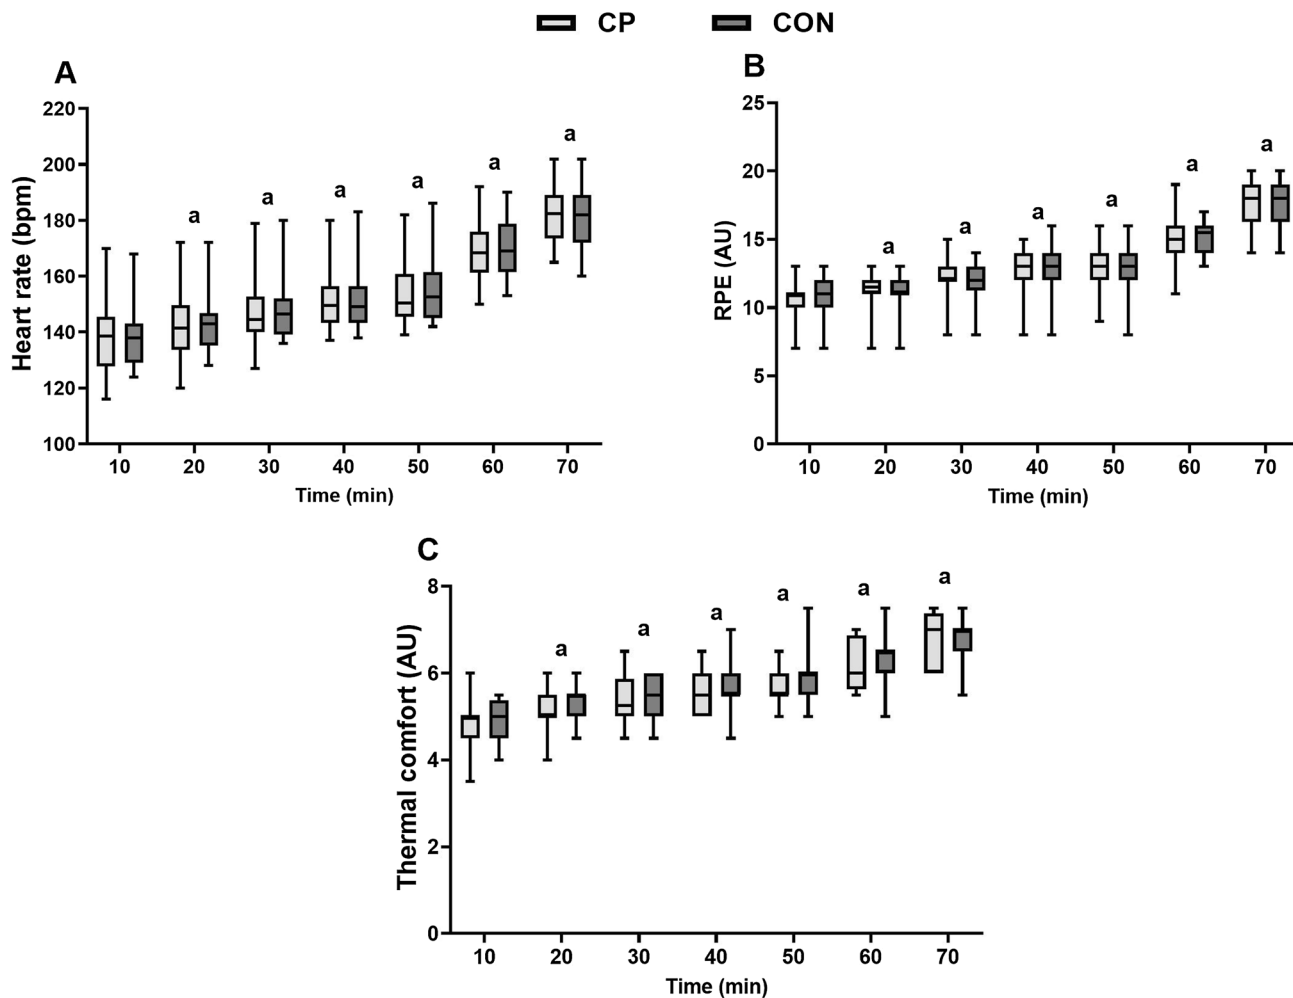 CP CON
A
Heart rate (bpm)
220
200
180
160
140
120
100
a a a a a a
10 20 30 40 50 60 70
Time (min)
B
RPE (AU)
25
20
15
10
5
0
a a a a a a
10 20 30 40 50 60 70
Time (min)
C
Thermal comfort (AU)
8
6
4
2
0
a a a a a a
10 20 30 40 50 60 70
Time (min)